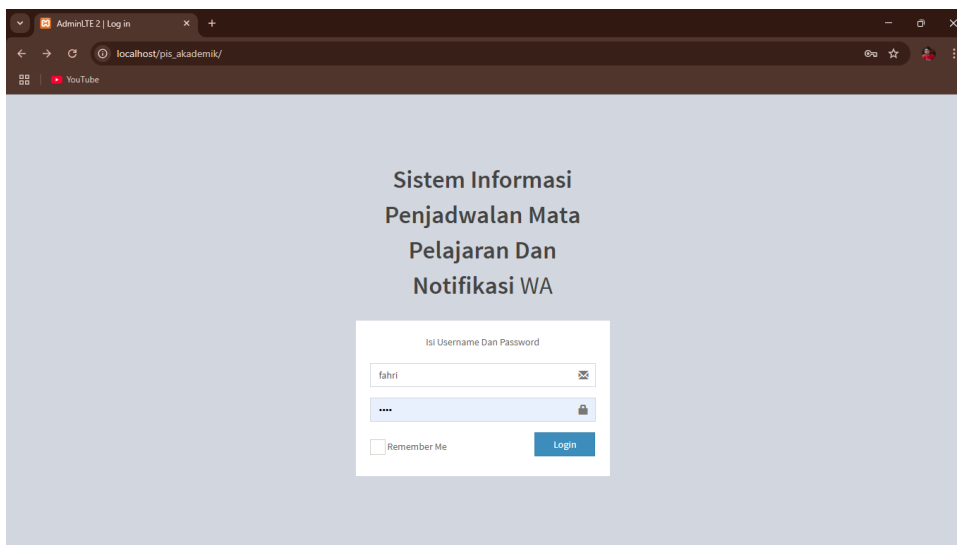 AdminLTE 2 | Log in
localhost/pis_akademik/
YouTube
Sistem Informasi
Penjadwalan Mata
Pelajaran Dan
Notifikasi WA
Isi Username Dan Password
fahri
••••
Remember Me
Login